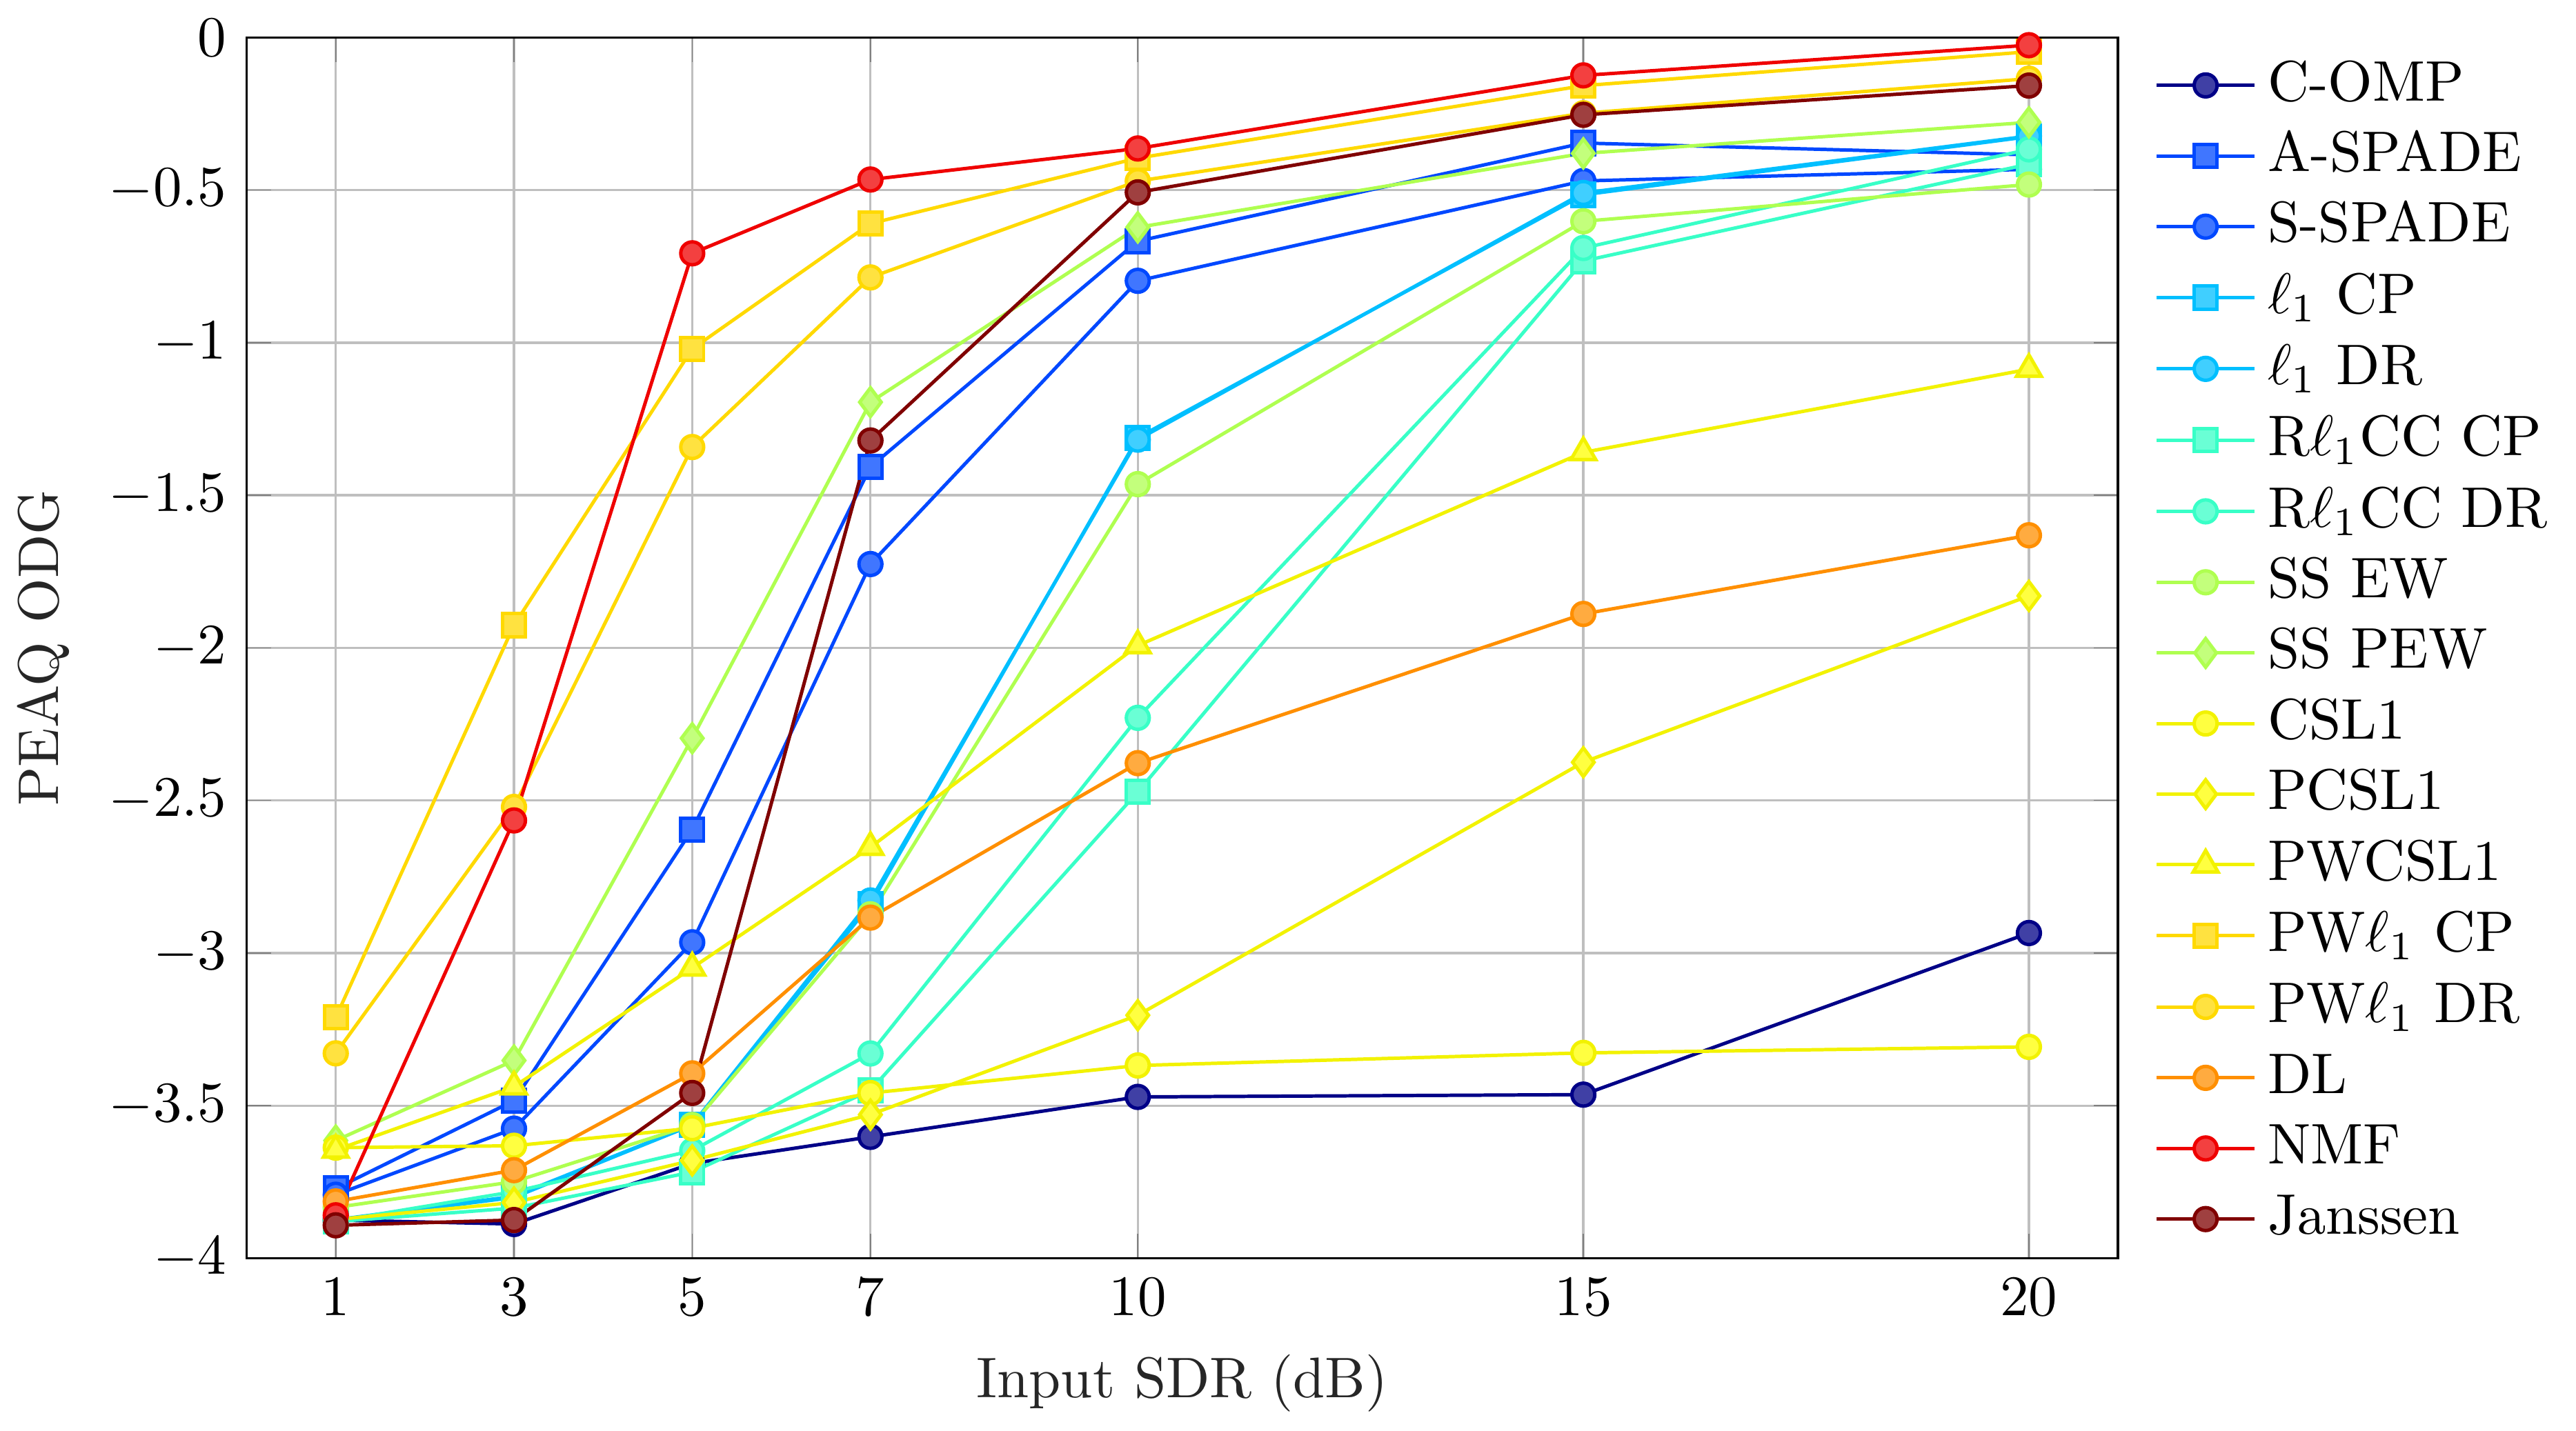 0
−0.5
−1
−1.5
−2
−2.5
−3
−3.5
−4
PEAQ ODG
1 3 5 7 10 15 20
Input SDR (dB)
C-OMP
A-SPADE
S-SPADE
ℓ₁ CP
ℓ₁ DR
Rℓ₁CC CP
Rℓ₁CC DR
SS EW
SS PEW
CSL1
PCSL1
PWCSL1
PWℓ₁ CP
PWℓ₁ DR
DL
NMF
Janssen